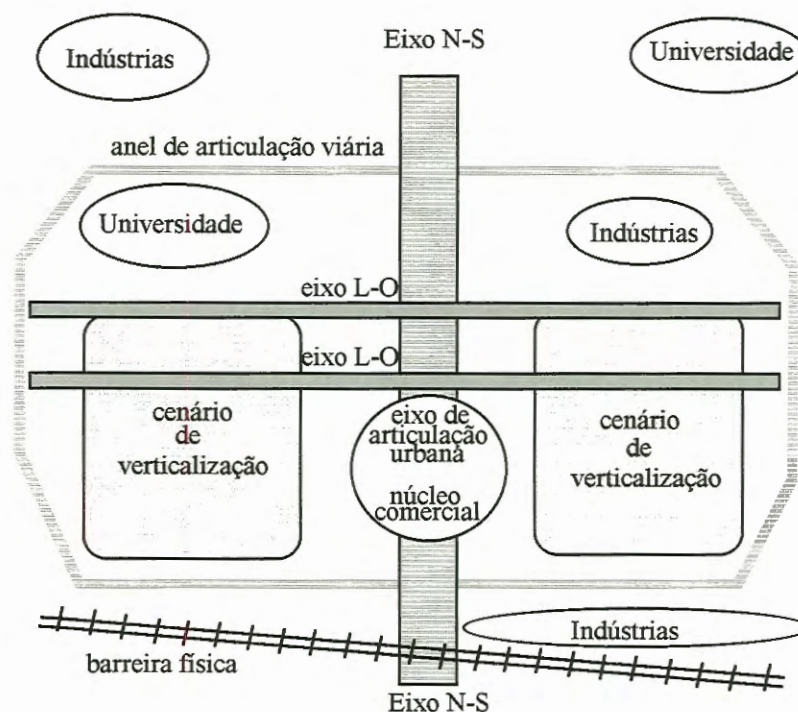 Eixo N-S
Indústrias
Universidade
anel de articulação viária
Universidade
Indústrias
eixo L-O
eixo L-O
cenário
de
verticalização
eixo de
articulação
urbana
núcleo
comercial
cenário
de
verticalização
Indústrias
barreira física
Eixo N-S